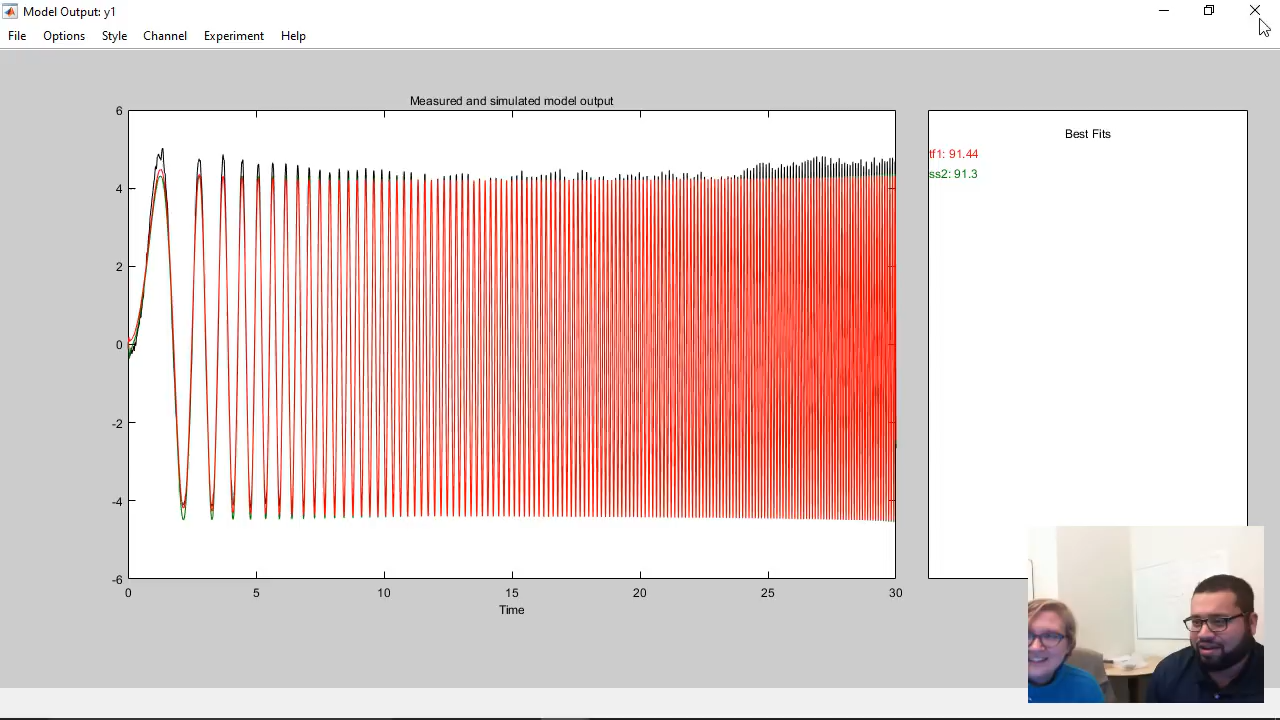 Model Output: y1
File Options Style Channel Experiment Help
Measured and simulated model output
6
4
2
0
-2
-4
-6
0 5 10 15 20 25 30
Time
Best Fits
tf1: 91.44
ss2: 91.3